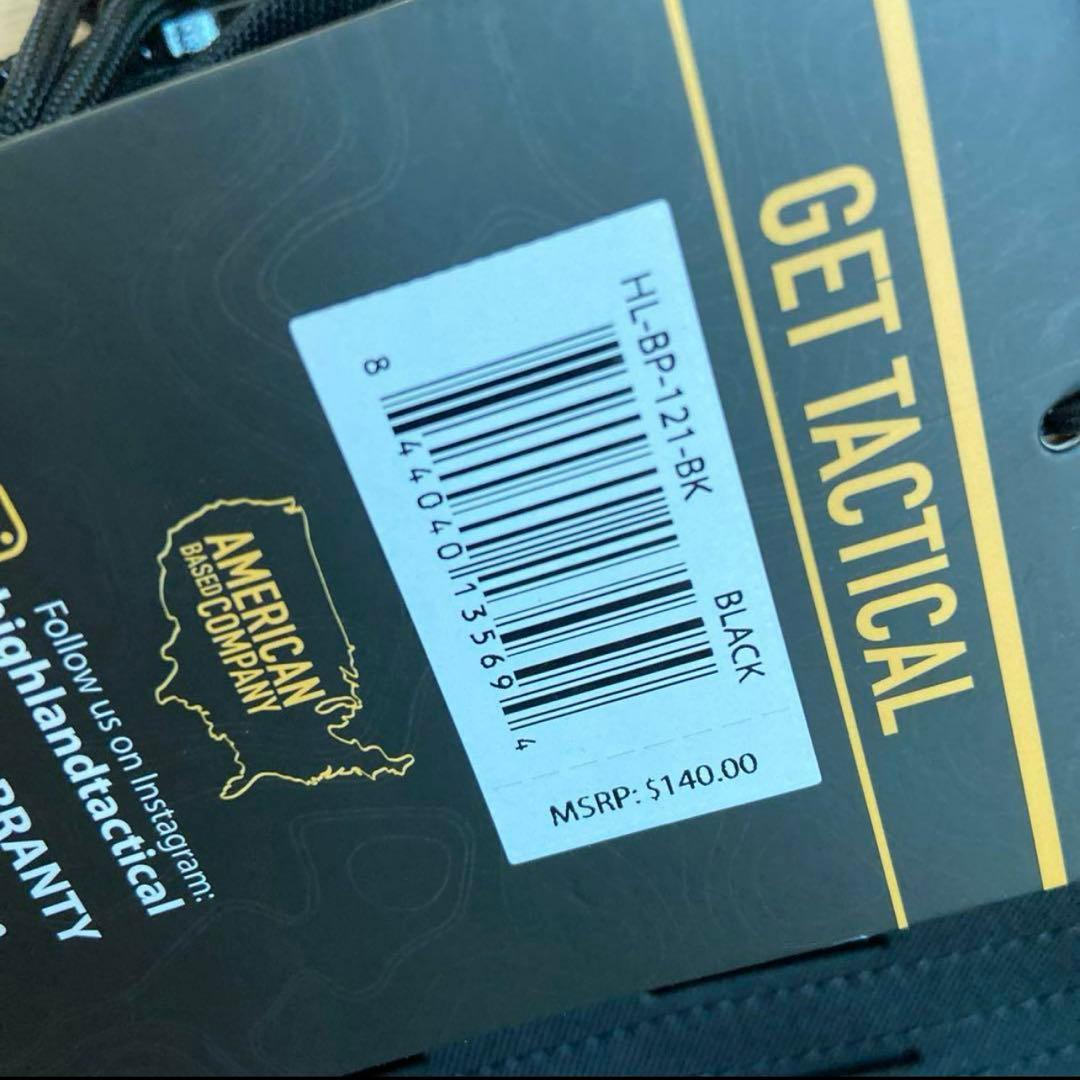 GET TACTICAL
HL-BP-121-BK BLACK
8 44040 13569 4
MSRP: $140.00
AMERICAN
BASED COMPANY
Follow us on Instagram:
highlandtactical